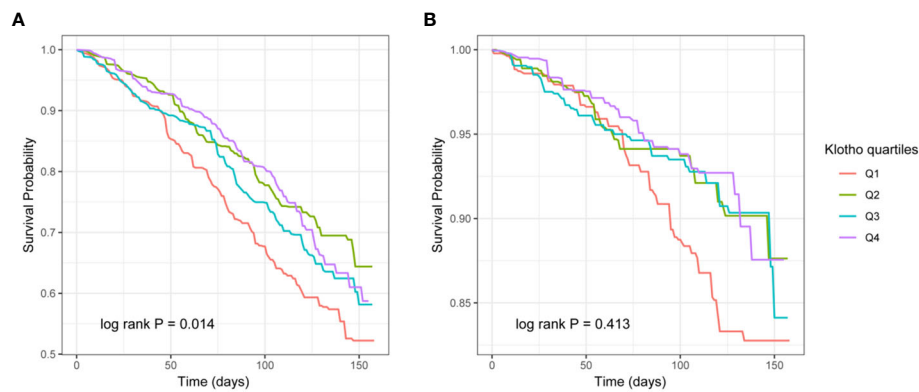 A
Survival Probability
1.0
0.9
0.8
0.7
0.6
0.5
log rank P = 0.014
0
50
100
150
Time (days)
B
Survival Probability
1.00
0.95
0.90
0.85
log rank P = 0.413
0
50
100
150
Time (days)
Klotho quartiles
Q1
Q2
Q3
Q4